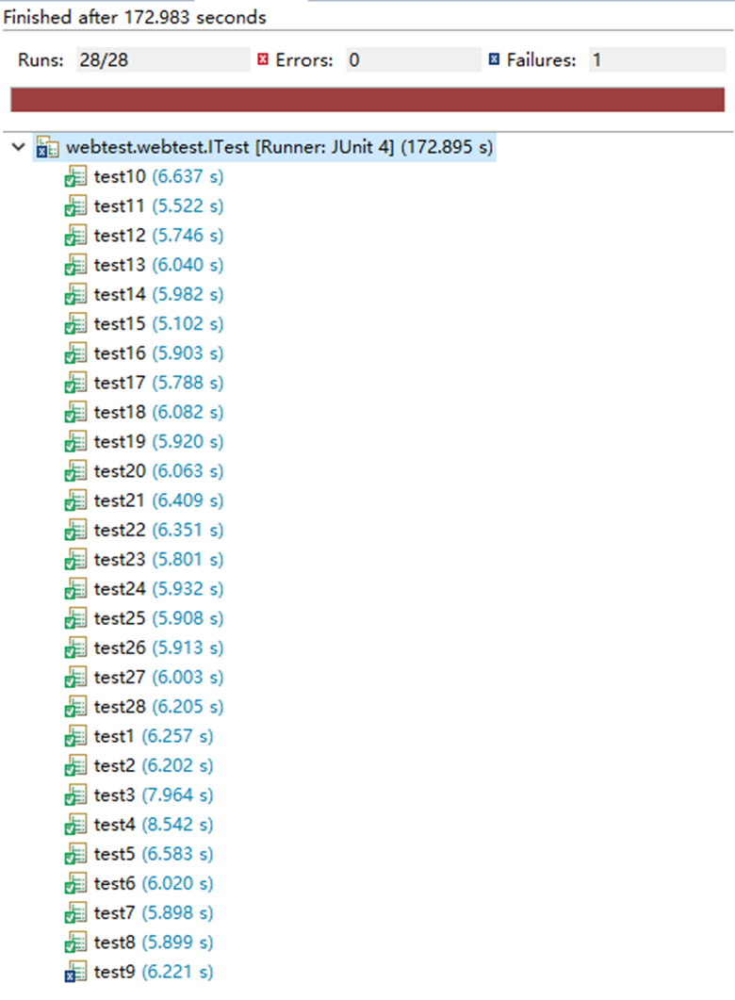 Finished after 172.983 seconds
Runs: 28/28 Errors: 0 Failures: 1
webtest.webtest.ITest [Runner: JUnit 4] (172.895 s)
test10 (6.637 s)
test11 (5.522 s)
test12 (5.746 s)
test13 (6.040 s)
test14 (5.982 s)
test15 (5.102 s)
test16 (5.903 s)
test17 (5.788 s)
test18 (6.082 s)
test19 (5.920 s)
test20 (6.063 s)
test21 (6.409 s)
test22 (6.351 s)
test23 (5.801 s)
test24 (5.932 s)
test25 (5.908 s)
test26 (5.913 s)
test27 (6.003 s)
test28 (6.205 s)
test1 (6.257 s)
test2 (6.202 s)
test3 (7.964 s)
test4 (8.542 s)
test5 (6.583 s)
test6 (6.020 s)
test7 (5.898 s)
test8 (5.899 s)
test9 (6.221 s)